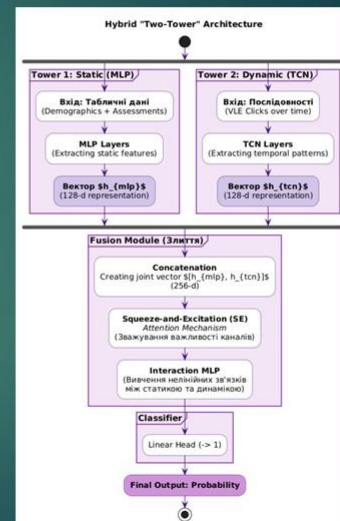 Hybrid "Two-Tower" Architecture
Tower 1: Static (MLP)
Вхід: Табличні дані
(Demographics + Assessments)
MLP Layers
(Extracting static features)
Вектор $h_{mlp}$
(128-d representation)
Tower 2: Dynamic (TCN)
Вхід: Послідовності
(VLE Clicks over time)
TCN Layers
(Extracting temporal patterns)
Вектор $h_{tcn}$
(128-d representation)
Fusion Module (Злиття)
Concatenation
Creating joint vector $[h_{mlp}, h_{tcn}]$
(256-d)
Squeeze-and-Excitation (SE)
Attention Mechanism
(Зважування важливості каналів)
Interaction MLP
(Вивчення нелінійних зв'язків
між статикою та динамікою)
Classifier
Linear Head (-> 1)
Final Output: Probability